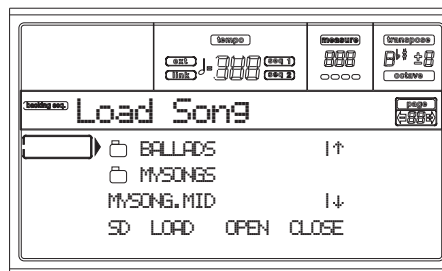 tempo
measure
transpose
ext
seq 1
link
seq 2
octave
backing seq.
Load Song
page
BALLADS
MYSONGS
MYSONG.MID
SD LOAD OPEN CLOSE